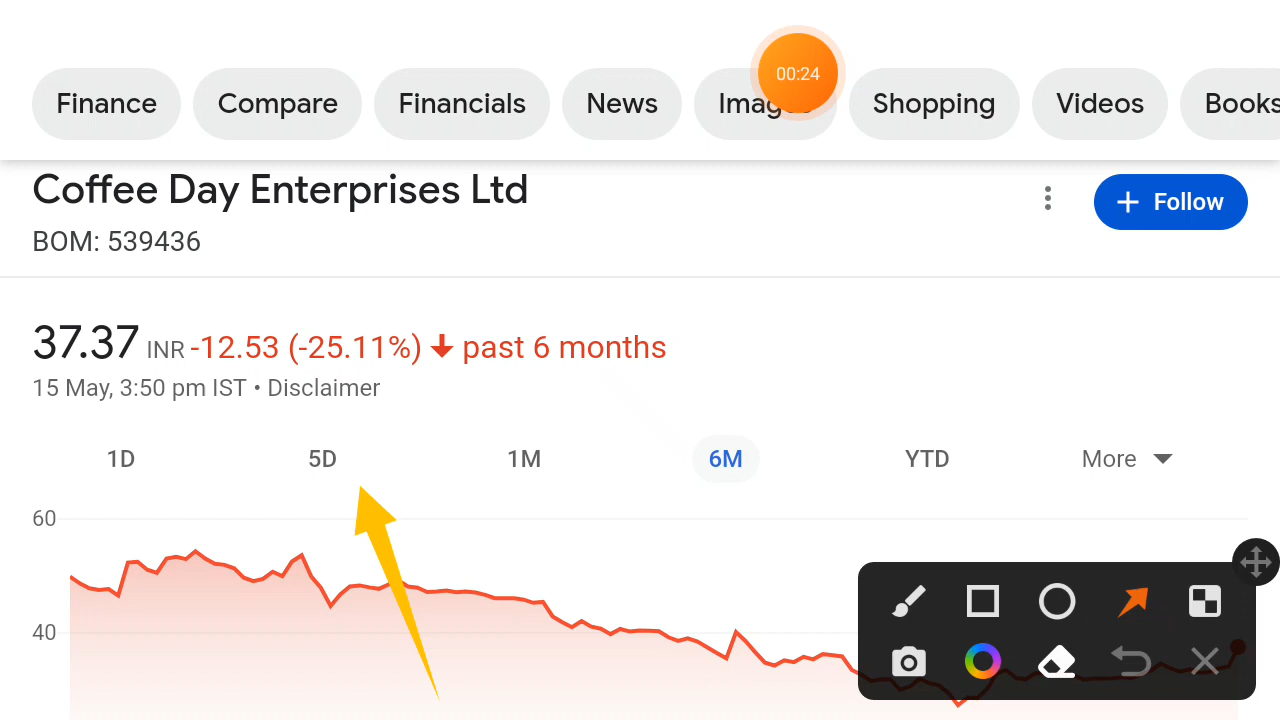 00:24
Finance Compare Financials News Images Shopping Videos Books
Coffee Day Enterprises Ltd
+ Follow
BOM: 539436
37.37 INR -12.53 (-25.11%) ↓ past 6 months
15 May, 3:50 pm IST • Disclaimer
1D 5D 1M 6M YTD More
60
40